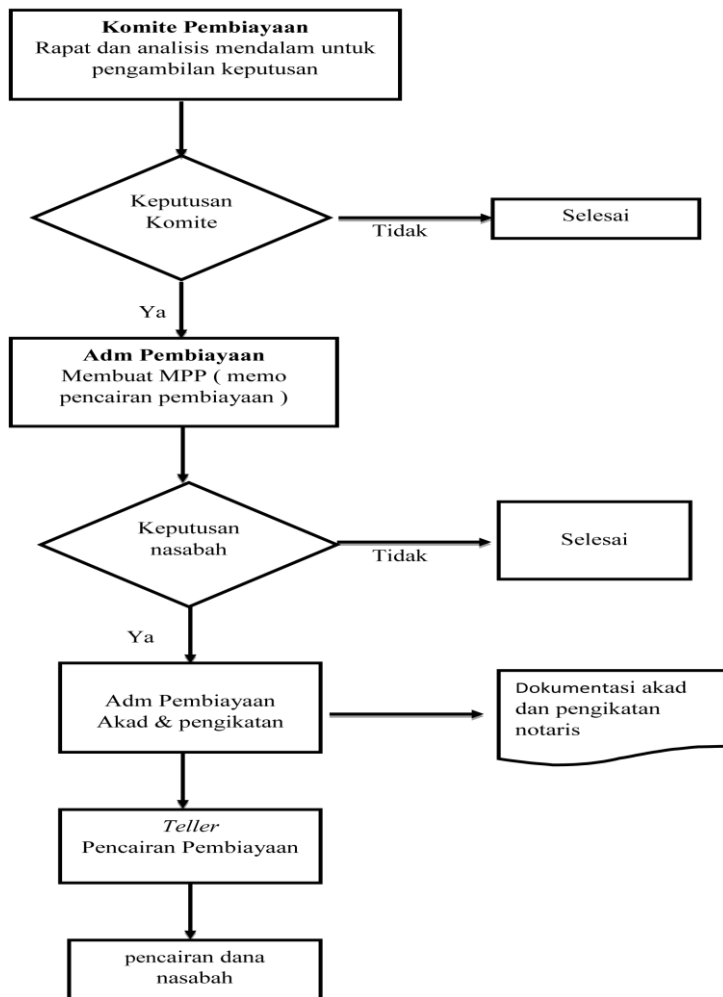 Komite Pembiayaan
Rapat dan analisis mendalam untuk
pengambilan keputusan
Keputusan
Komite
Tidak
Selesai
Ya
Adm Pembiayaan
Membuat MPP ( memo
pencairan pembiayaan )
Keputusan
nasabah
Tidak
Selesai
Ya
Adm Pembiayaan
Akad & pengikatan
Dokumentasi akad
dan pengikatan
notaris
Teller
Pencairan Pembiayaan
pencairan dana
nasabah